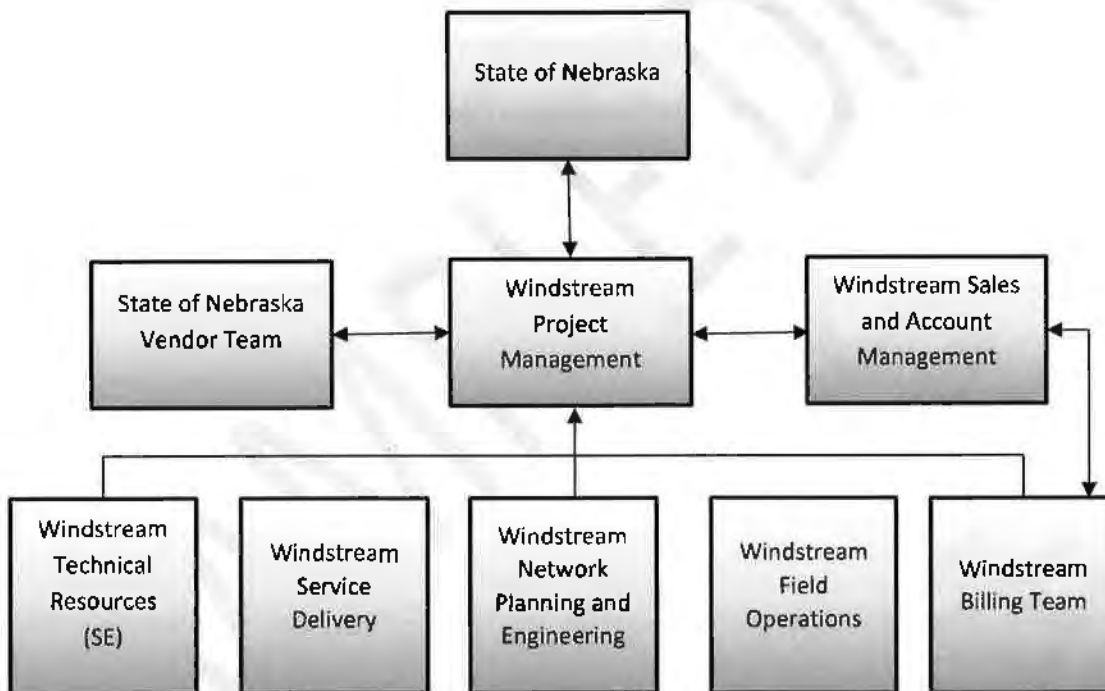 State of Nebraska
State of Nebraska
Vendor Team
Windstream
Project
Management
Windstream Sales
and Account
Management
Windstream
Technical
Resources
(SE)
Windstream
Service
Delivery
Windstream
Network
Planning and
Engineering
Windstream
Field
Operations
Windstream
Billing Team